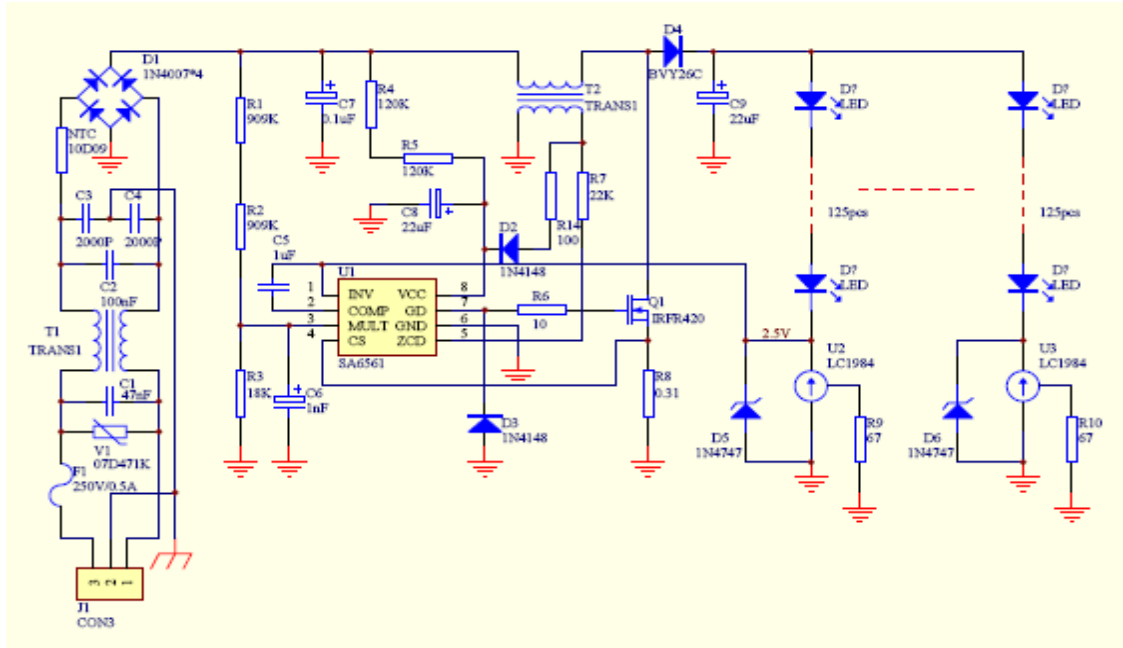 D1
1N4007*4
NTC
10D09
C3
2000P
C4
2000P
C2
100nF
T1
TRANS1
C1
47nF
V1
07D471K
F1
250V/0.5A
3
2
1
J1
CON3
R1
909K
R2
909K
R3
18K
C7
0.1uF
R4
120K
R5
120K
C8
22uF
C5
1uF
C6
1nF
U1
1
2
3
4
INV
COMP
MULT
CS
VCC
GD
GND
ZCD
8
7
6
5
SA6561
D2
1N4148
R14
100
R7
22K
T2
TRANS1
R6
10
D3
1N4148
Q1
IRFR420
R8
0.31
D4
BVY26C
C9
22uF
D?
LED
125pcs
D?
LED
2.5V
U2
LC1984
D5
1N4747
R9
67
D?
LED
125pcs
D?
LED
U3
LC1984
D6
1N4747
R10
67